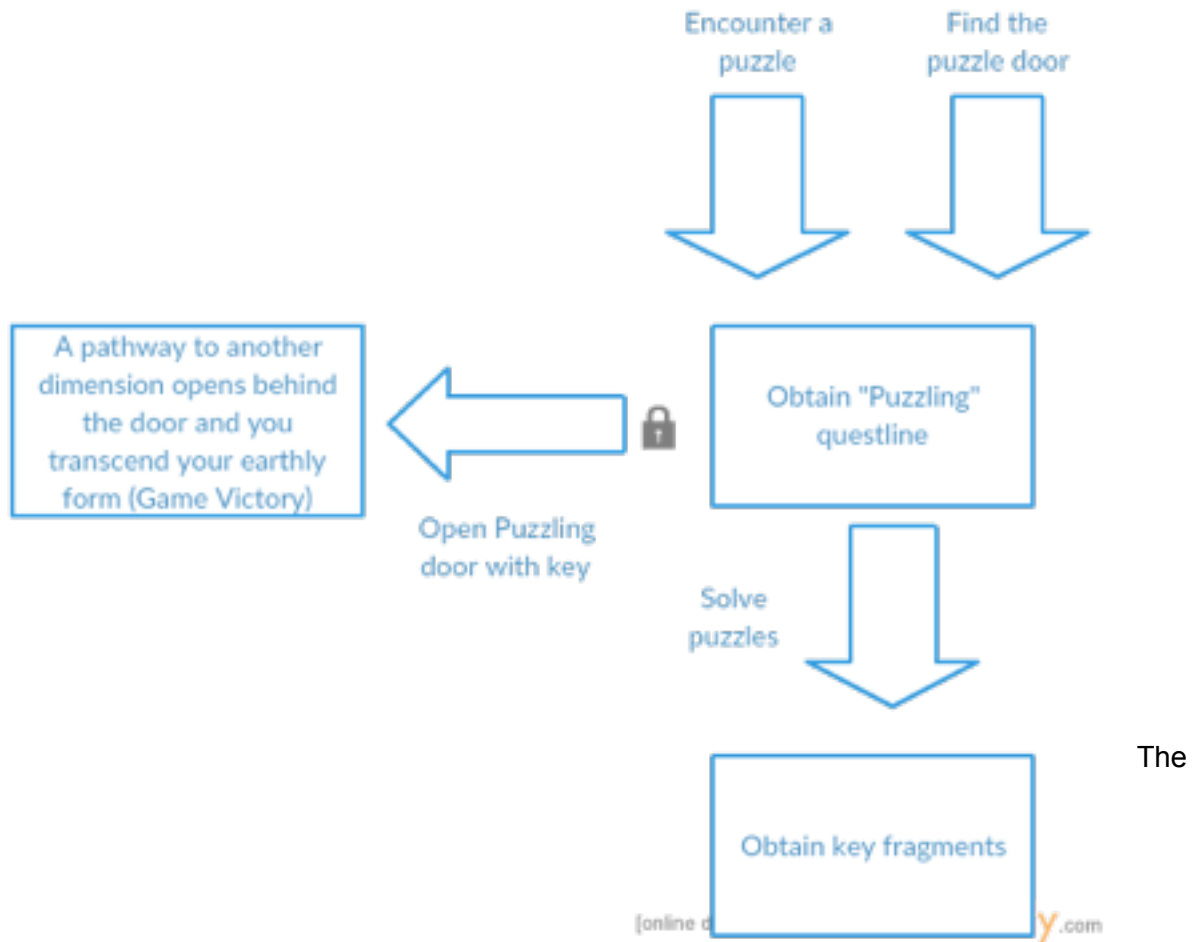 Encounter a
puzzle
Find the
puzzle door
A pathway to another
dimension opens behind
the door and you
transcend your earthly
form (Game Victory)
Obtain "Puzzling"
questline
Open Puzzling
door with key
Solve
puzzles
The
Obtain key fragments
[online d
y.com